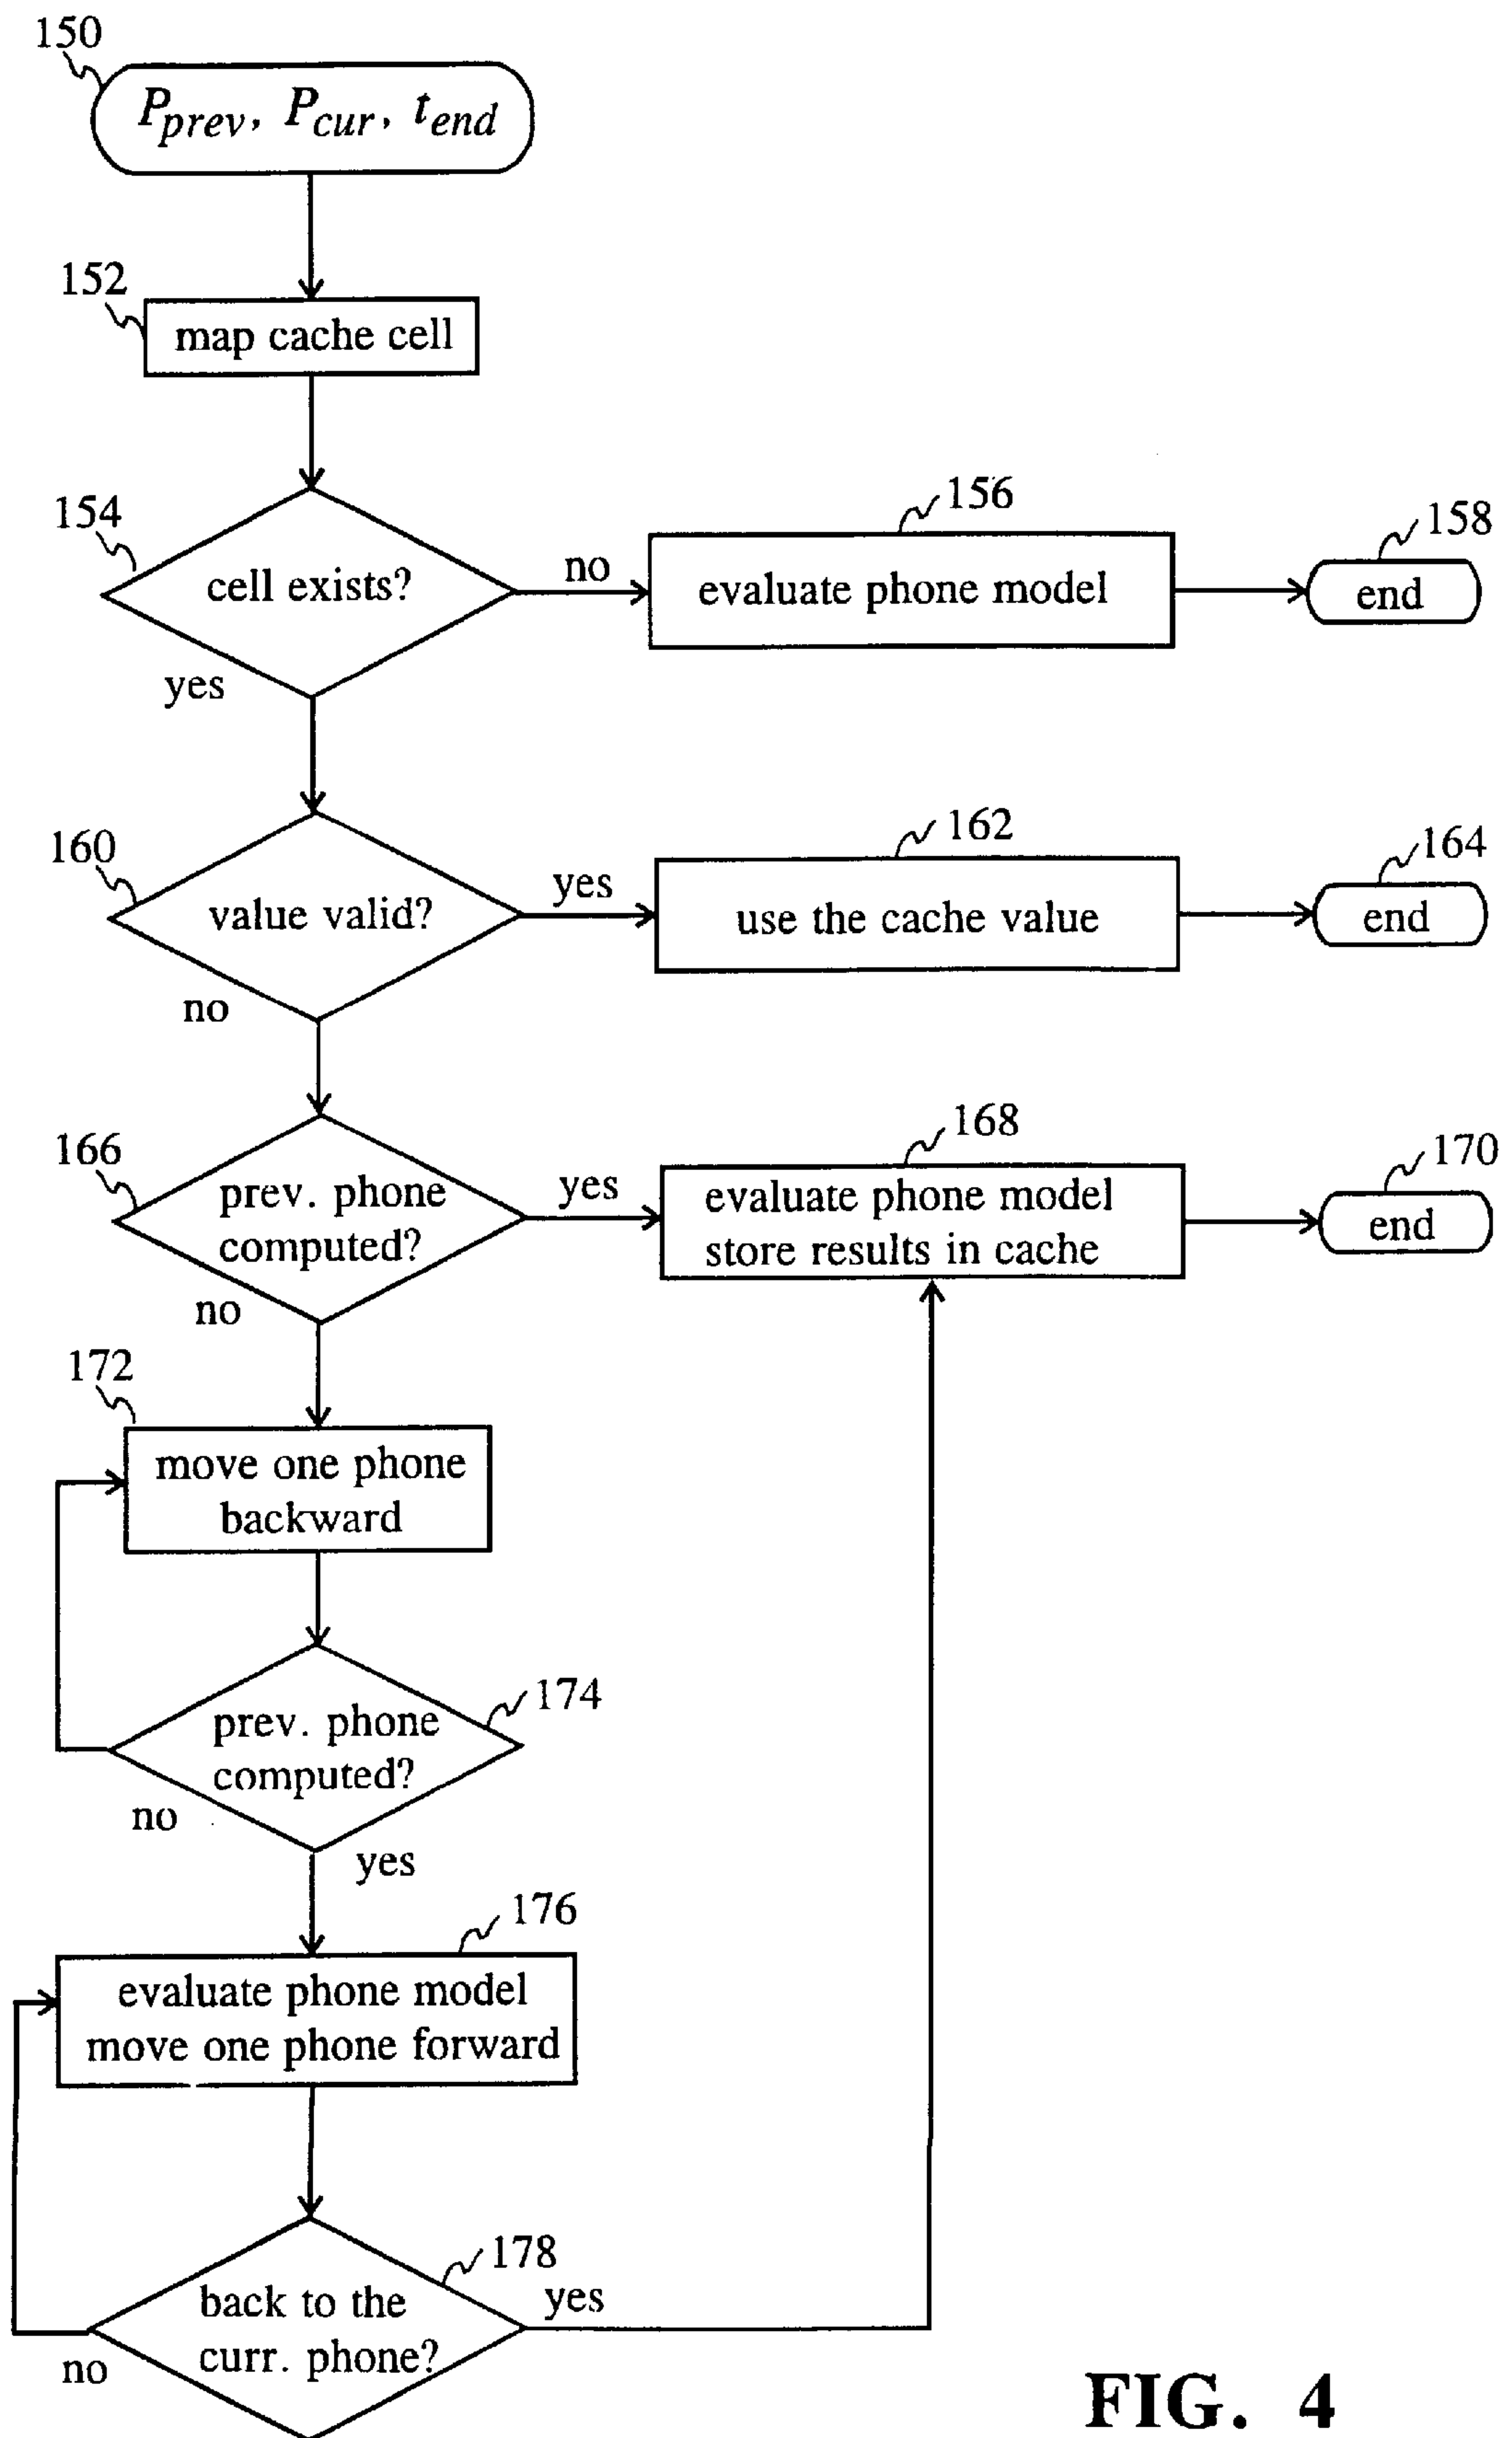 150
P_prev, P_cur, t_end
152
map cache cell
154
cell exists?
no
yes
156
evaluate phone model
158
end
160
value valid?
yes
no
162
use the cache value
164
end
166
prev. phone
computed?
yes
no
168
evaluate phone model
store results in cache
170
end
172
move one phone
backward
174
prev. phone
computed?
no
yes
176
evaluate phone model
move one phone forward
178
back to the
curr. phone?
yes
no
FIG. 4